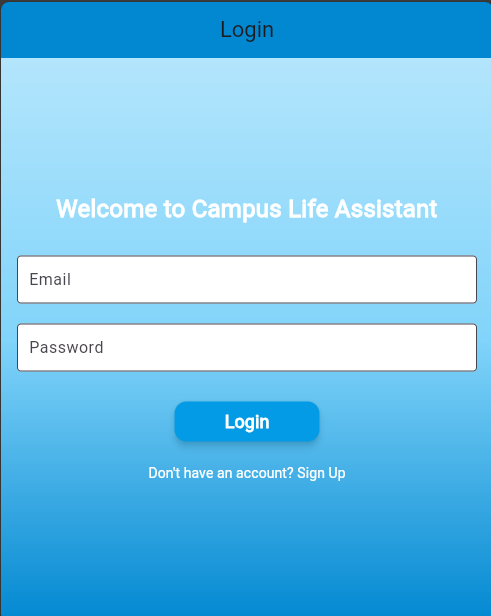 Login
Welcome to Campus Life Assistant
Email
Password
Login
Don't have an account? Sign Up